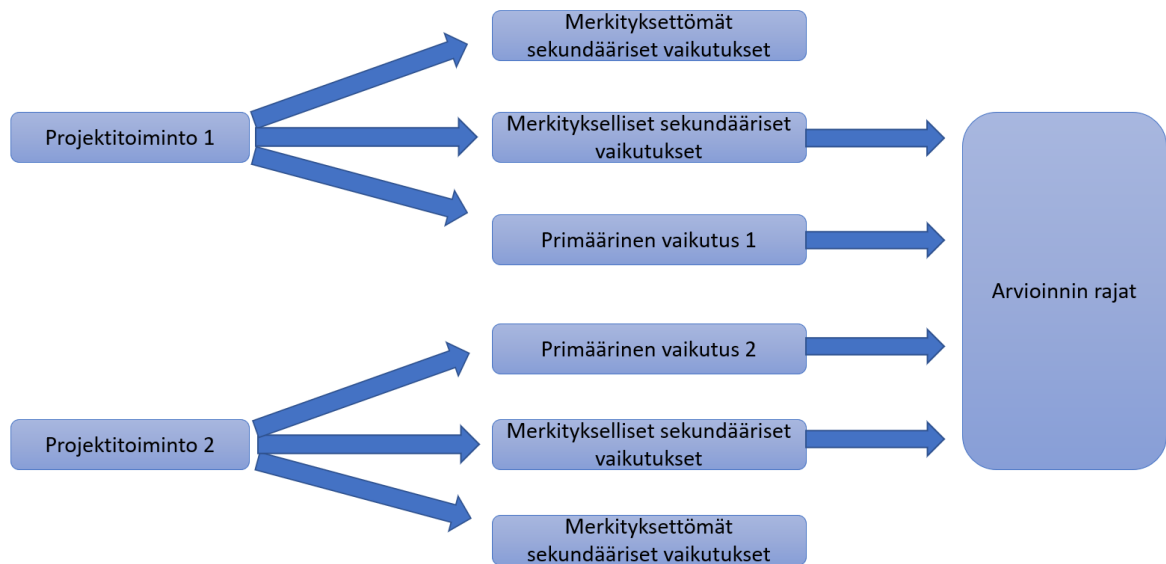 Merkityksettömät
sekundääriset vaikutukset
Projektitoiminto 1
Merkitykselliset sekundääriset
vaikutukset
Primäärinen vaikutus 1
Arvioinnin rajat
Primäärinen vaikutus 2
Projektitoiminto 2
Merkitykselliset sekundääriset
vaikutukset
Merkityksettömät
sekundääriset vaikutukset